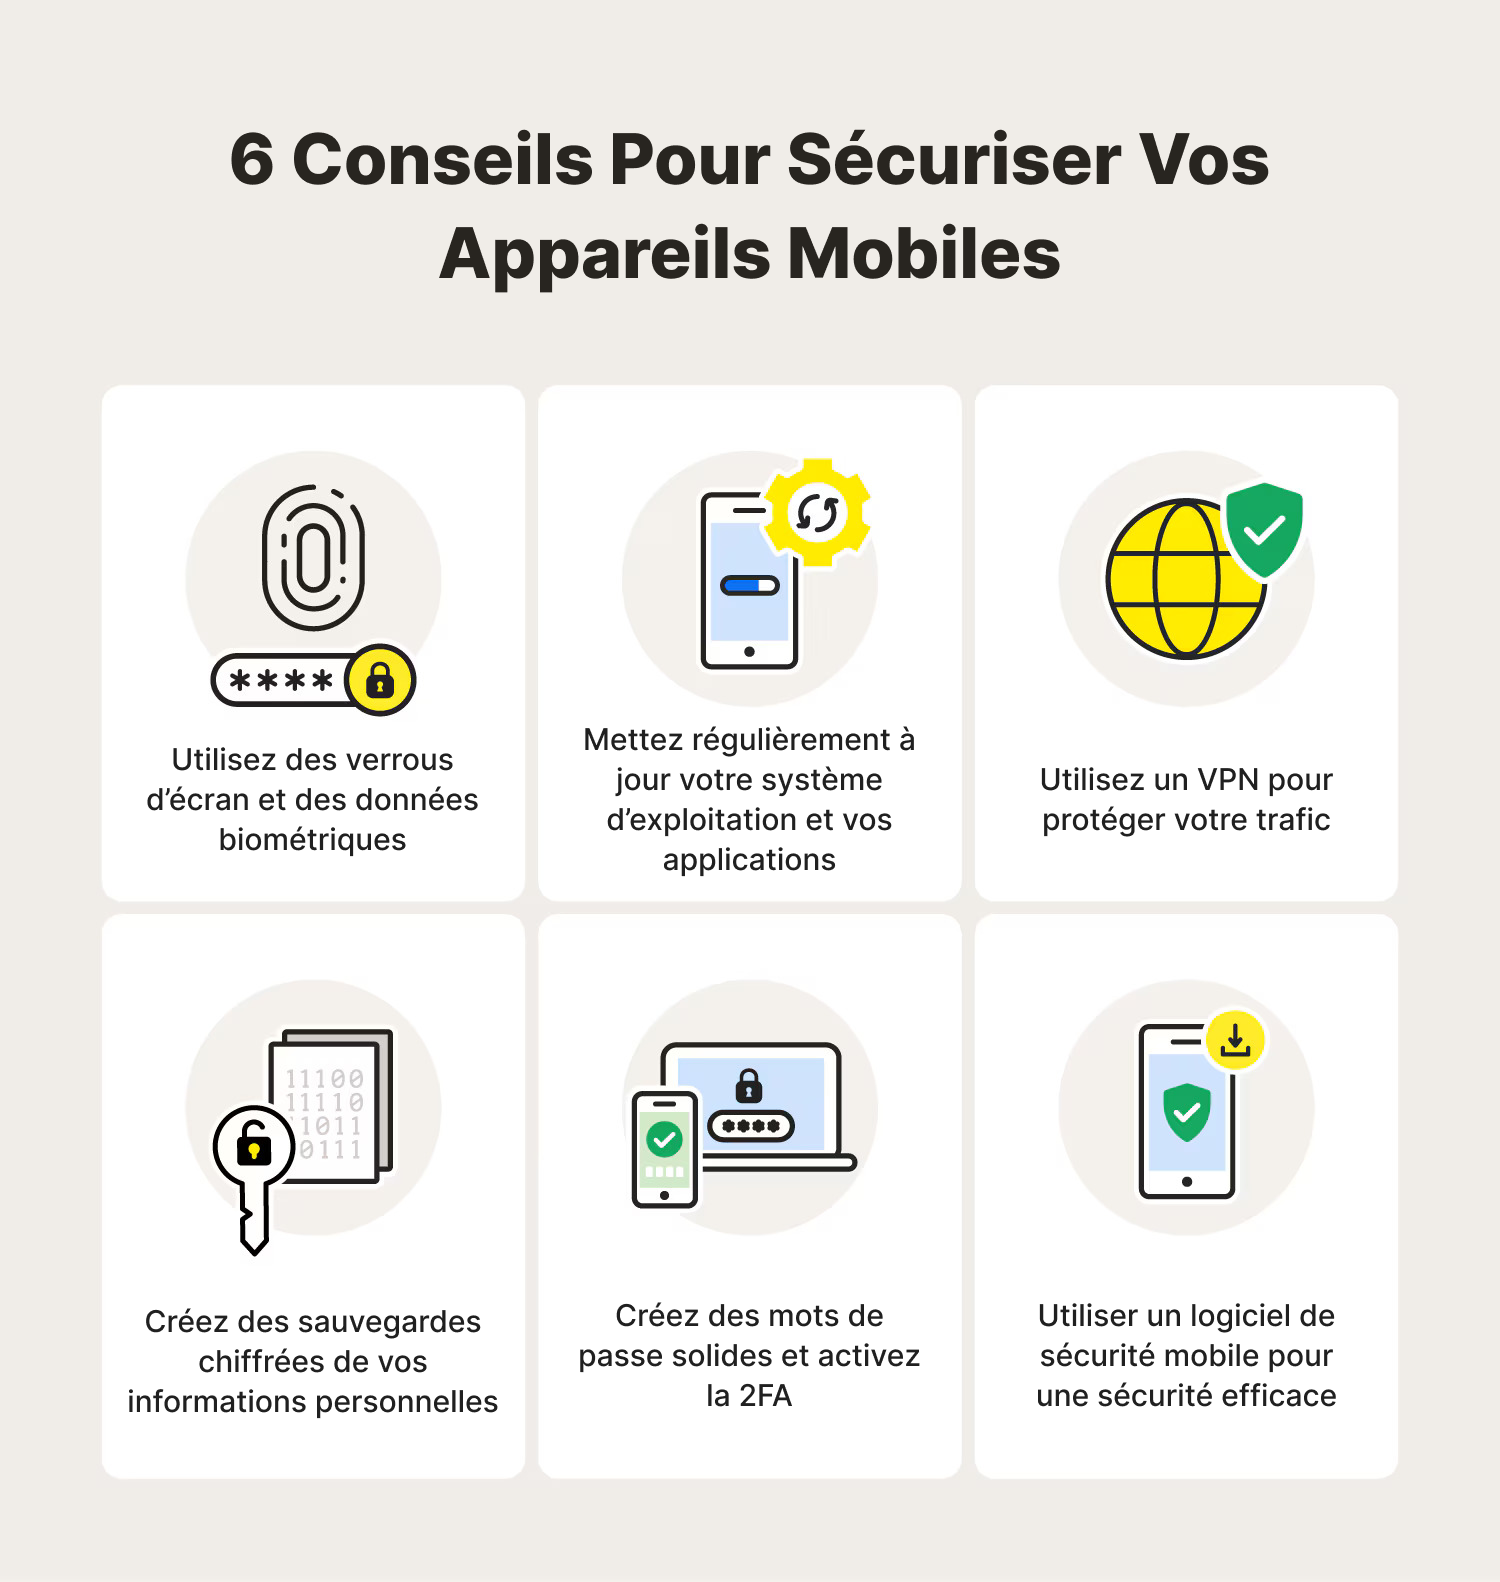 6 Conseils Pour Sécuriser Vos
Appareils Mobiles
****
Utilisez des verrous
d’écran et des données
biométriques
Mettez régulièrement à
jour votre système
d’exploitation et vos
applications
Utilisez un VPN pour
protéger votre trafic
11100
11110
11011
0111
Créez des sauvegardes
chiffrées de vos
informations personnelles
****
Créez des mots de
passe solides et activez
la 2FA
Utiliser un logiciel de
sécurité mobile pour
une sécurité efficace